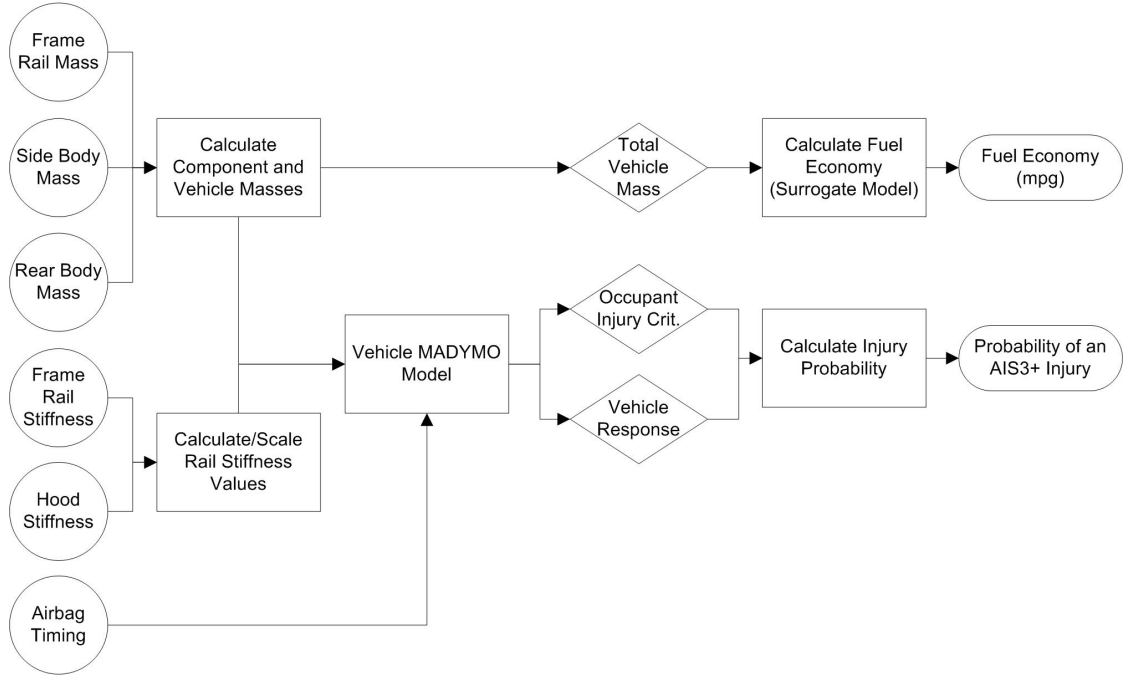 Frame
Rail Mass
Side Body
Mass
Rear Body
Mass
Frame
Rail
Stiffness
Hood
Stiffness
Airbag
Timing
Calculate
Component and
Vehicle Masses
Calculate/Scale
Rail Stiffness
Values
Vehicle MADYMO
Model
Total
Vehicle
Mass
Occupant
Injury Crit.
Vehicle
Response
Calculate Fuel
Economy
(Surrogate Model)
Calculate Injury
Probability
Fuel Economy
(mpg)
Probability of an
AIS3+ Injury